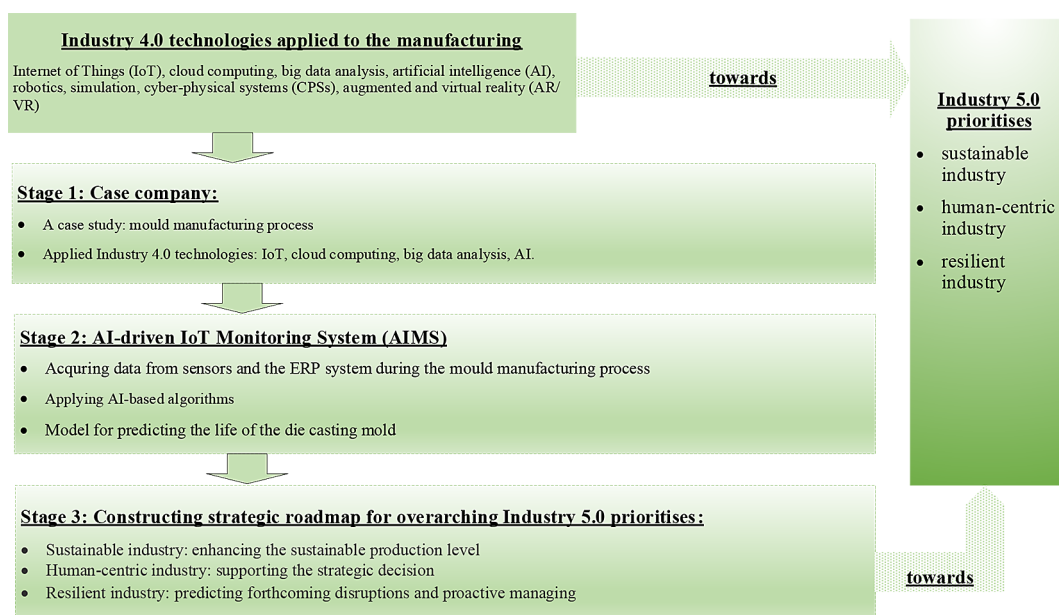 Industry 4.0 technologies applied to the manufacturing
Internet of Things (IoT), cloud computing, big data analysis, artificial intelligence (AI),
robotics, simulation, cyber-physical systems (CPSs), augmented and virtual reality (AR/
VR)
towards
Industry 5.0
prioritises
• sustainable
industry
• human-centric
industry
• resilient
industry
Stage 1: Case company:
• A case study: mould manufacturing process
• Applied Industry 4.0 technologies: IoT, cloud computing, big data analysis, AI.
Stage 2: AI-driven IoT Monitoring System (AIMS)
• Acquring data from sensors and the ERP system during the mould manufacturing process
• Applying AI-based algorithms
• Model for predicting the life of the die casting mold
Stage 3: Constructing strategic roadmap for overarching Industry 5.0 prioritises:
• Sustainable industry: enhancing the sustainable production level
• Human-centric industry: supporting the strategic decision
• Resilient industry: predicting forthcoming disruptions and proactive managing
towards